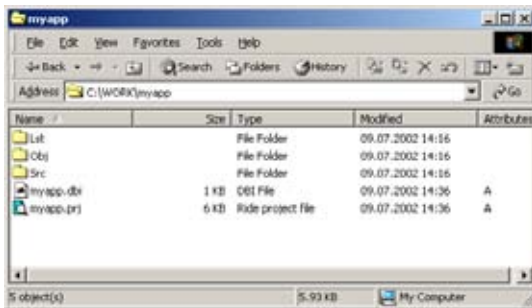 myapp
File Edit View Favorites Tools Help
Back Search Folders History
Address C:\WORK\myapp Go
Name Size Type Modified Attributes
Lst File Folder 09.07.2002 14:16
Obj File Folder 09.07.2002 14:16
Src File Folder 09.07.2002 14:16
myapp.dbi 1 KB DBI File 09.07.2002 14:36 A
myapp.prj 6 KB Ride project file 09.07.2002 14:36 A
5 object(s) 5.93 KB My Computer